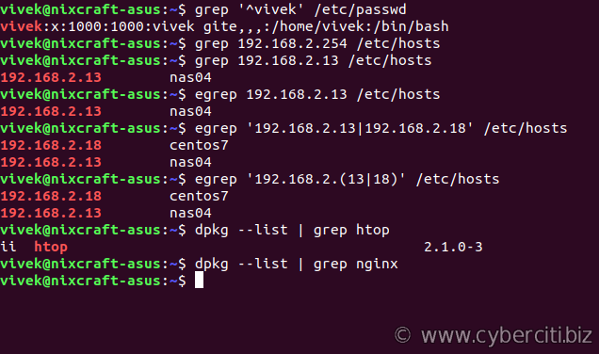 vivek@nixcraft-asus:~$ grep '^vivek' /etc/passwd
vivek:x:1000:1000:vivek gite,,,:/home/vivek:/bin/bash
vivek@nixcraft-asus:~$ grep 192.168.2.254 /etc/hosts
vivek@nixcraft-asus:~$ grep 192.168.2.13 /etc/hosts
192.168.2.13 nas04
vivek@nixcraft-asus:~$ egrep 192.168.2.13 /etc/hosts
192.168.2.13 nas04
vivek@nixcraft-asus:~$ egrep '192.168.2.13|192.168.2.18' /etc/hosts
192.168.2.18 centos7
192.168.2.13 nas04
vivek@nixcraft-asus:~$ egrep '192.168.2.(13|18)' /etc/hosts
192.168.2.18 centos7
192.168.2.13 nas04
vivek@nixcraft-asus:~$ dpkg --list | grep htop
ii htop 2.1.0-3
vivek@nixcraft-asus:~$ dpkg --list | grep nginx
vivek@nixcraft-asus:~$
© www.cyberciti.biz